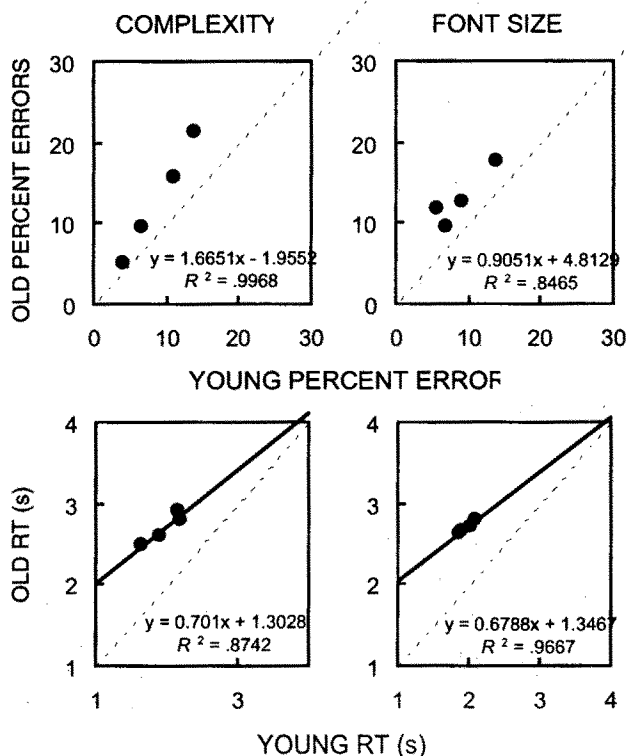 COMPLEXITY
FONT SIZE
OLD PERCENT ERRORS
30
20
10
0
y = 1.6651x - 1.9552
R² = .9968
0 10 20 30
30
20
10
0
y = 0.9051x + 4.8129
R² = .8465
0 10 20 30
YOUNG PERCENT ERROR
OLD RT (s)
4
3
2
1
y = 0.701x + 1.3028
R² = .8742
1 3
4
3
2
1
y = 0.6788x + 1.3467
R² = .9667
1 2 3 4
YOUNG RT (s)